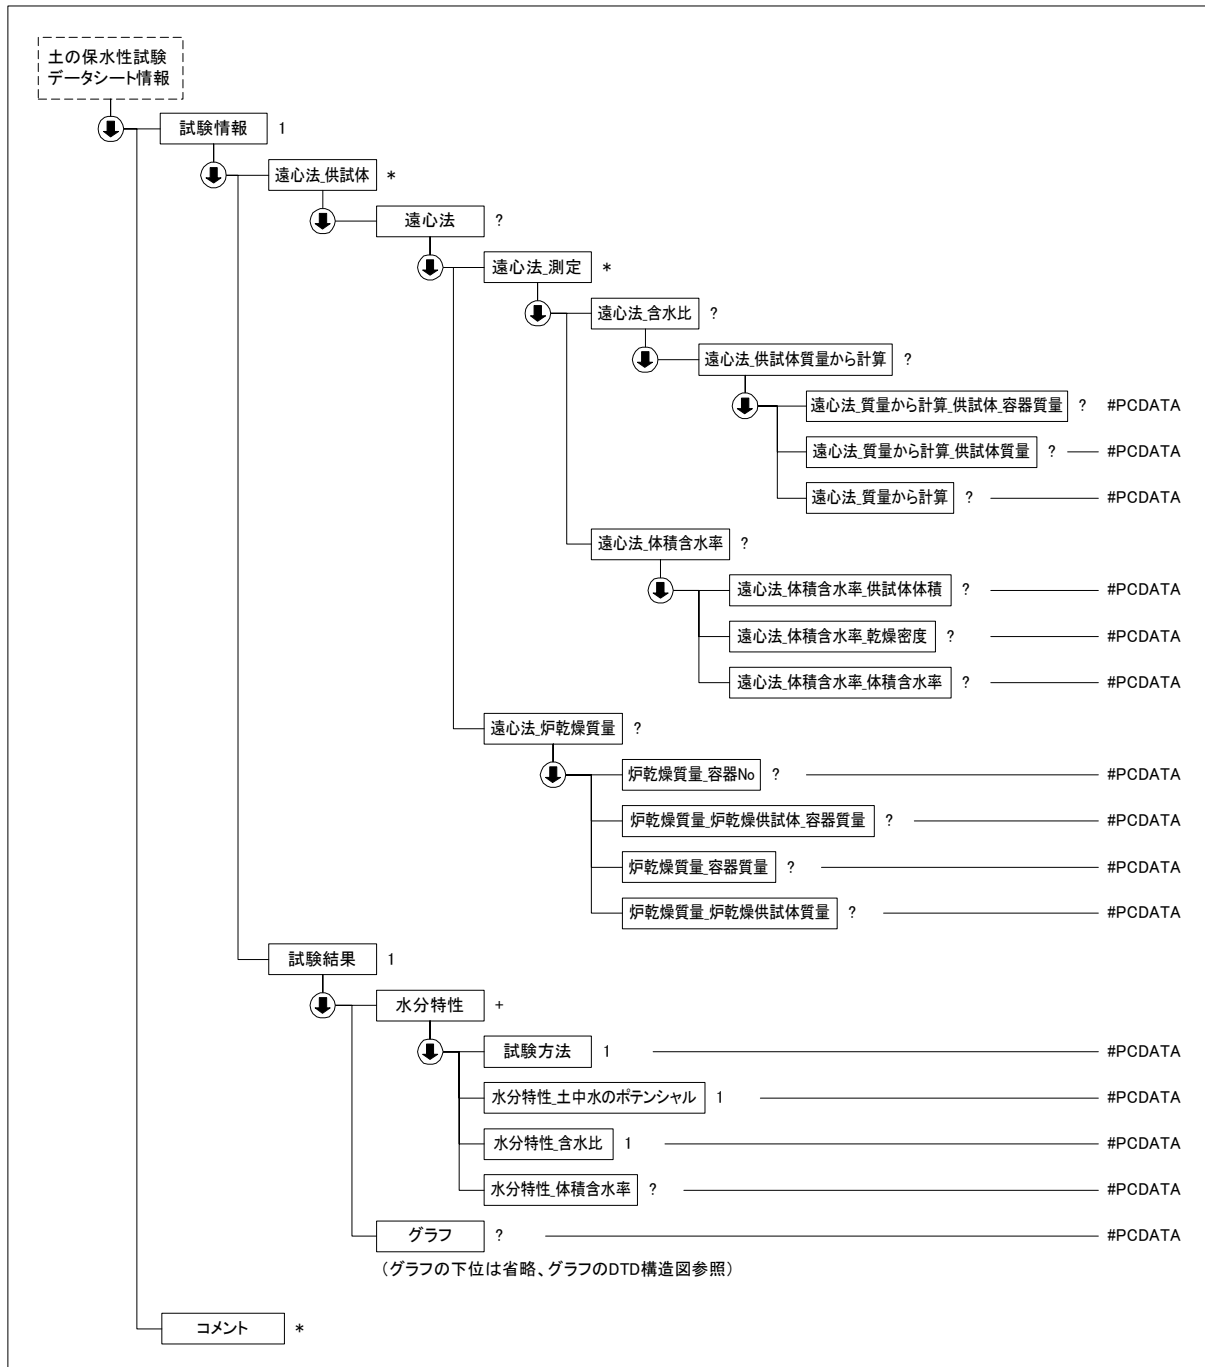 土の保水性試験
データシート情報
試験情報 1
遠心法_供試体 *
遠心法 ?
遠心法_測定 *
遠心法_含水比 ?
遠心法_供試体質量から計算 ?
遠心法_質量から計算_供試体_容器質量 ? #PCDATA
遠心法_質量から計算_供試体質量 ? #PCDATA
遠心法_質量から計算 ? #PCDATA
遠心法_体積含水率 ?
遠心法_体積含水率_供試体体積 ? #PCDATA
遠心法_体積含水率_乾燥密度 ? #PCDATA
遠心法_体積含水率_体積含水率 ? #PCDATA
遠心法_炉乾燥質量 ?
炉乾燥質量_容器No ? #PCDATA
炉乾燥質量_炉乾燥供試体_容器質量 ? #PCDATA
炉乾燥質量_容器質量 ? #PCDATA
炉乾燥質量_炉乾燥供試体質量 ? #PCDATA
試験結果 1
水分特性 +
試験方法 1 #PCDATA
水分特性_土中水のポテンシャル 1 #PCDATA
水分特性_含水比 1 #PCDATA
水分特性_体積含水率 ? #PCDATA
グラフ ? #PCDATA
(グラフの下位は省略、グラフのDTD構造図参照)
コメント *